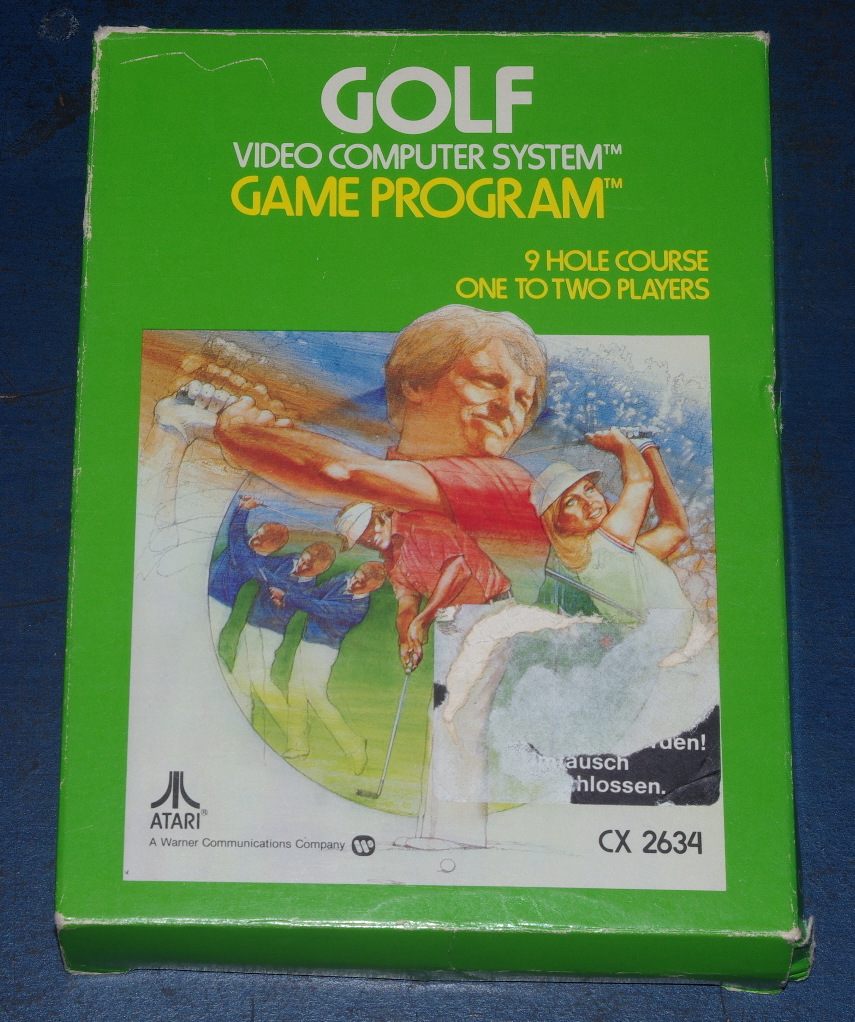 GOLF
VIDEO COMPUTER SYSTEM™
GAME PROGRAM™
9 HOLE COURSE
ONE TO TWO PLAYERS
rden!
mtausch
hlossen.
ATARI®
A Warner Communications Company
CX 2634